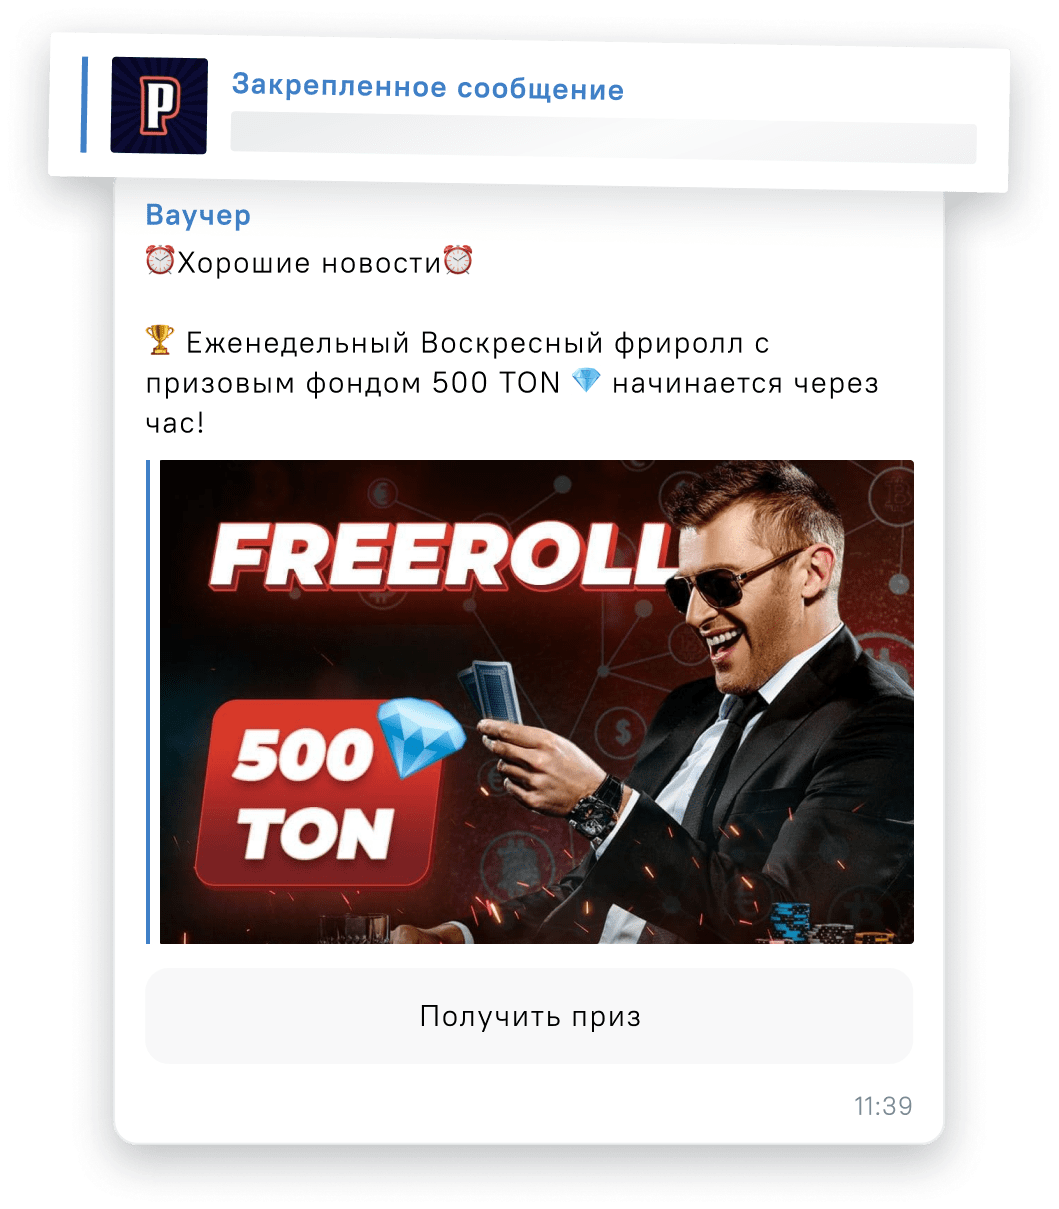 P
Закрепленное сообщение
Ваучер
⏰Хорошие новости⏰
🏆 Еженедельный Воскресный фриролл с
призовым фондом 500 TON 💎 начинается через
час!
FREEROLL
500
TON
Получить приз
11:39